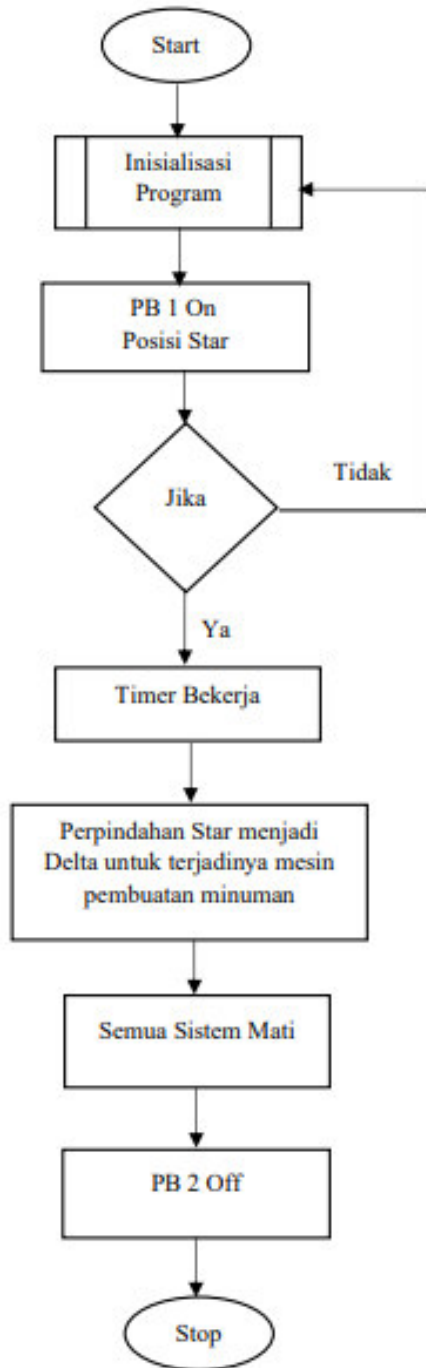 Start
Inisialisasi
Program
PB 1 On
Posisi Star
Jika
Tidak
Ya
Timer Bekerja
Perpindahan Star menjadi
Delta untuk terjadinya mesin
pembuatan minuman
Semua Sistem Mati
PB 2 Off
Stop